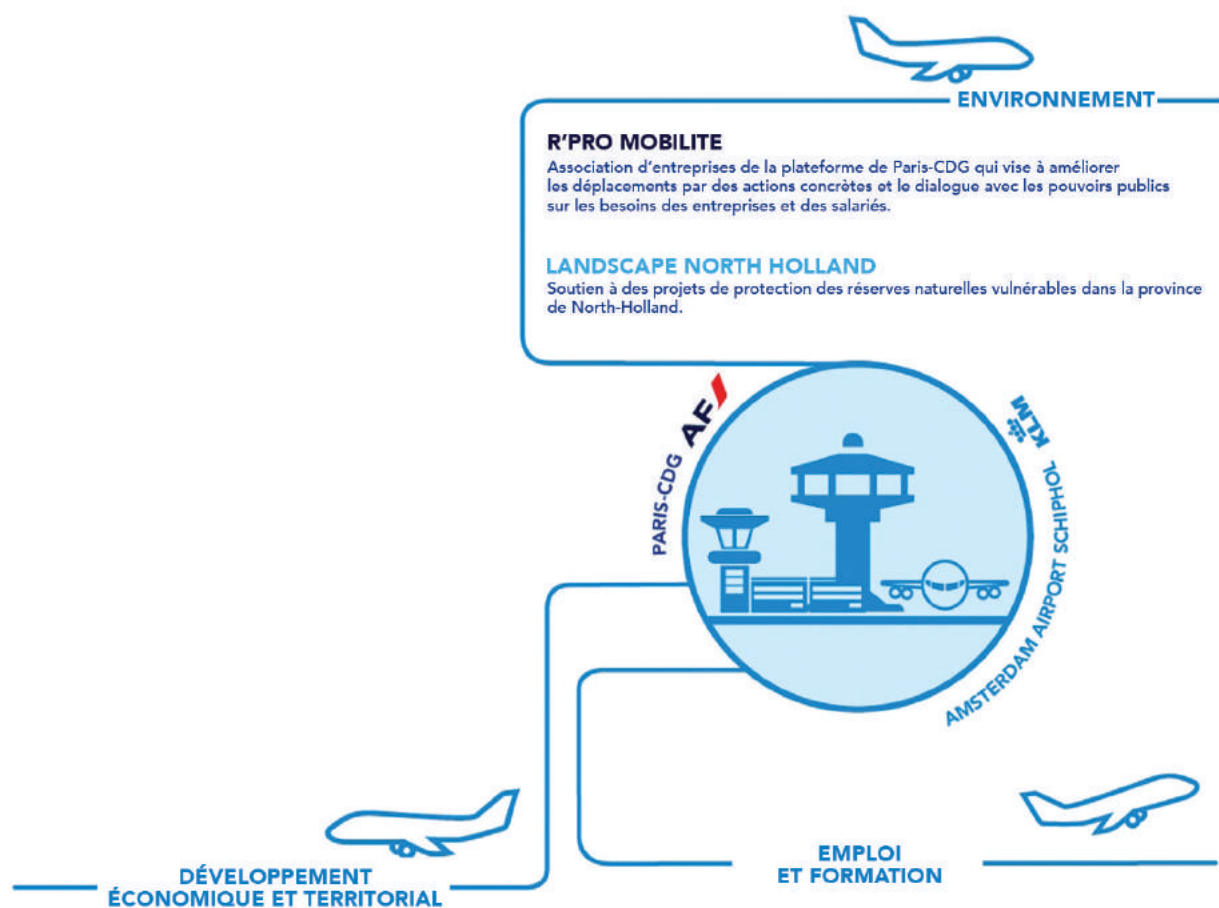 ENVIRONNEMENT
R'PRO MOBILITE
Association d'entreprises de la plateforme de Paris-CDG qui vise à améliorer
les déplacements par des actions concrètes et le dialogue avec les pouvoirs publics
sur les besoins des entreprises et des salariés.
LANDSCAPE NORTH HOLLAND
Soutien à des projets de protection des réserves naturelles vulnérables dans la province
de North-Holland.
PARIS-CDG AF
KLM AMSTERDAM AIRPORT SCHIPHOL
DÉVELOPPEMENT
ÉCONOMIQUE ET TERRITORIAL
EMPLOI
ET FORMATION